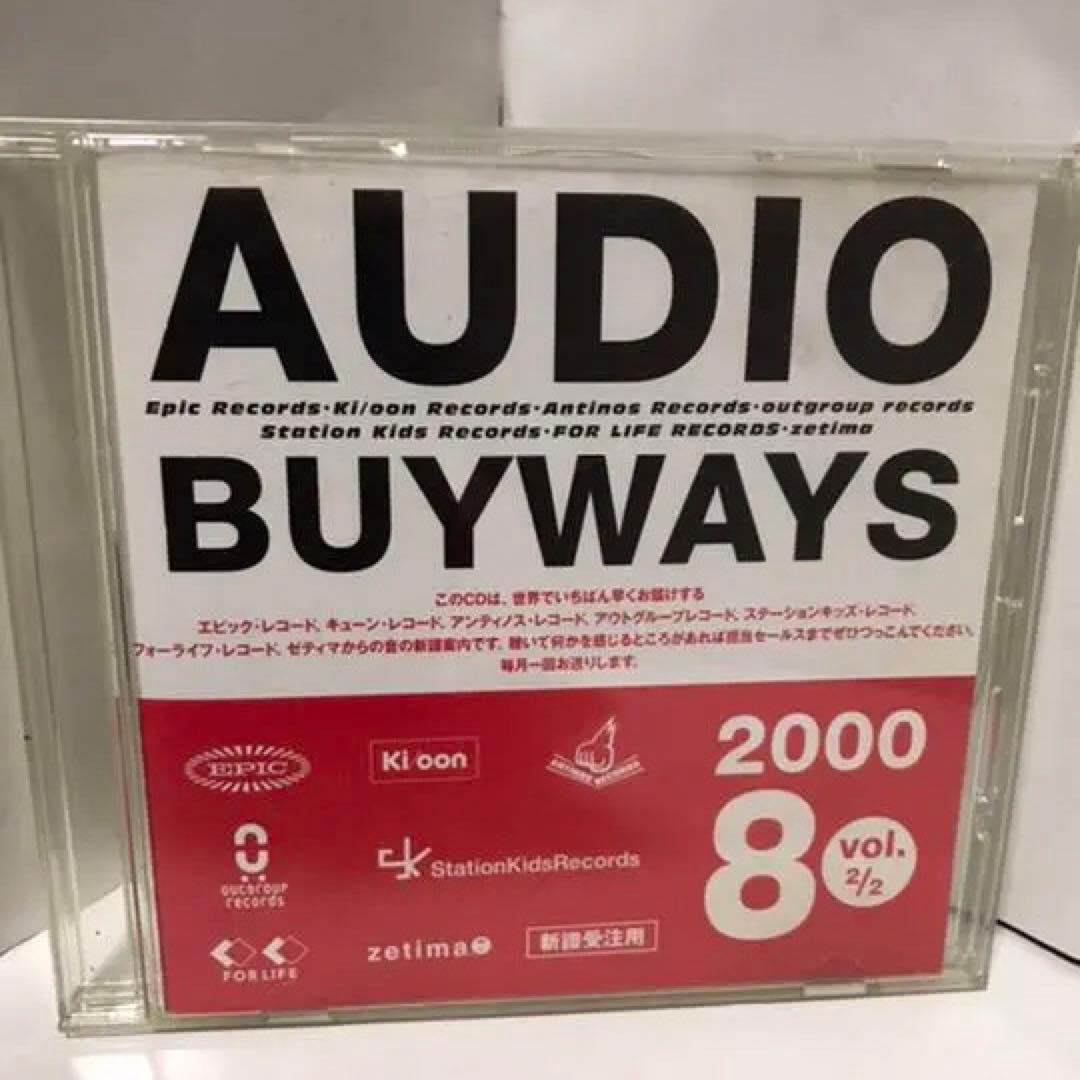 AUDIO
Epic Records・Ki/oon Records・Antinos Records・outgroup records
Station Kids Records・FOR LIFE RECORDS・zetima
BUYWAYS
このCDは、世界でいちばん早くお届けする
エピック・レコード、キューン・レコード、アンティノス・レコード、アウトグループレコード、ステーションキッズ・レコード、
フォーライフ・レコード、ゼティマからの音の新譜案内です。聴いて何かを感じるところがあれば担当セールスまでぜひつっこんでください。
毎月一回お送りします。
EPIC
Ki/oon
ANTINOS RECORDS
2000
8
vol.
2/2
outgroup
records
StationKidsRecords
FOR LIFE
zetima
新譜受注用